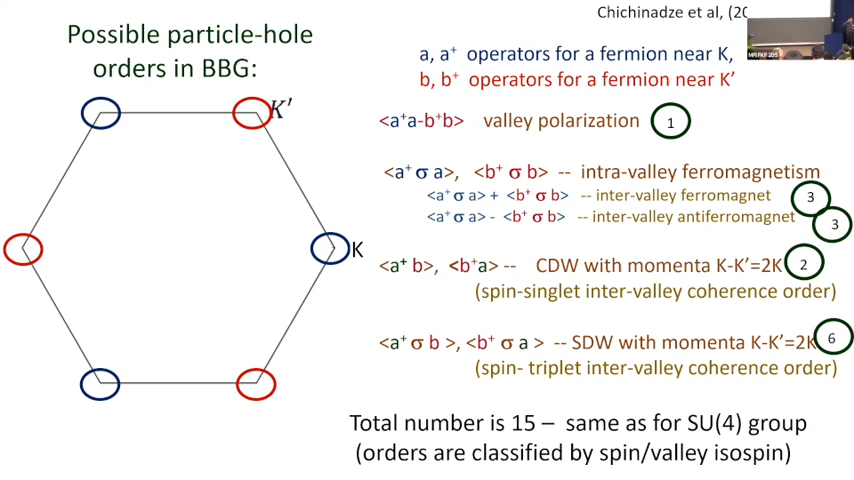 Chichinadze et al, (20
Possible particle-hole
orders in BBG:
a, a⁺ operators for a fermion near K,
b, b⁺ operators for a fermion near K’
K′
<a⁺a-b⁺b> valley polarization 1
<a⁺ σ a>, <b⁺ σ b> -- intra-valley ferromagnetism
<a⁺ σ a> + <b⁺ σ b> -- inter-valley ferromagnet 3
<a⁺ σ a> - <b⁺ σ b> -- inter-valley antiferromagnet 3
K
<a⁺ b>, <b⁺a> -- CDW with momenta K-K’=2K 2
(spin-singlet inter-valley coherence order)
<a⁺ σ b >, <b⁺ σ a > -- SDW with momenta K-K’=2K 6
(spin- triplet inter-valley coherence order)
Total number is 15 – same as for SU(4) group
(orders are classified by spin/valley isospin)